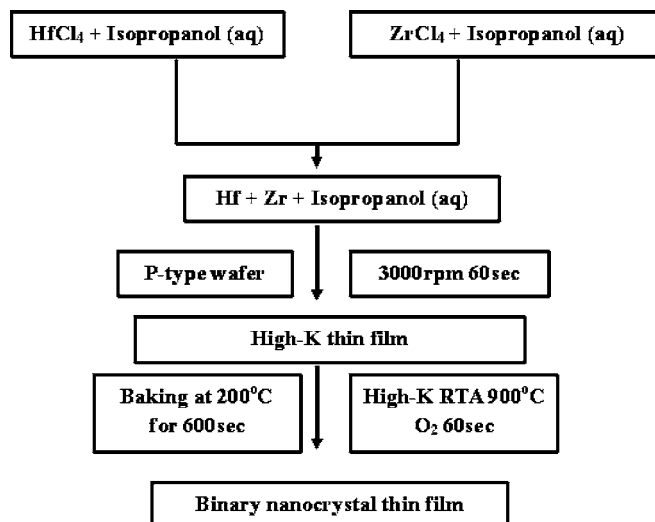 HfCl₄ + Isopropanol (aq)
ZrCl₄ + Isopropanol (aq)
Hf + Zr + Isopropanol (aq)
P-type wafer
3000rpm 60sec
High-K thin film
Baking at 200°C
for 600sec
High-K RTA 900°C
O₂ 60sec
Binary nanocrystal thin film